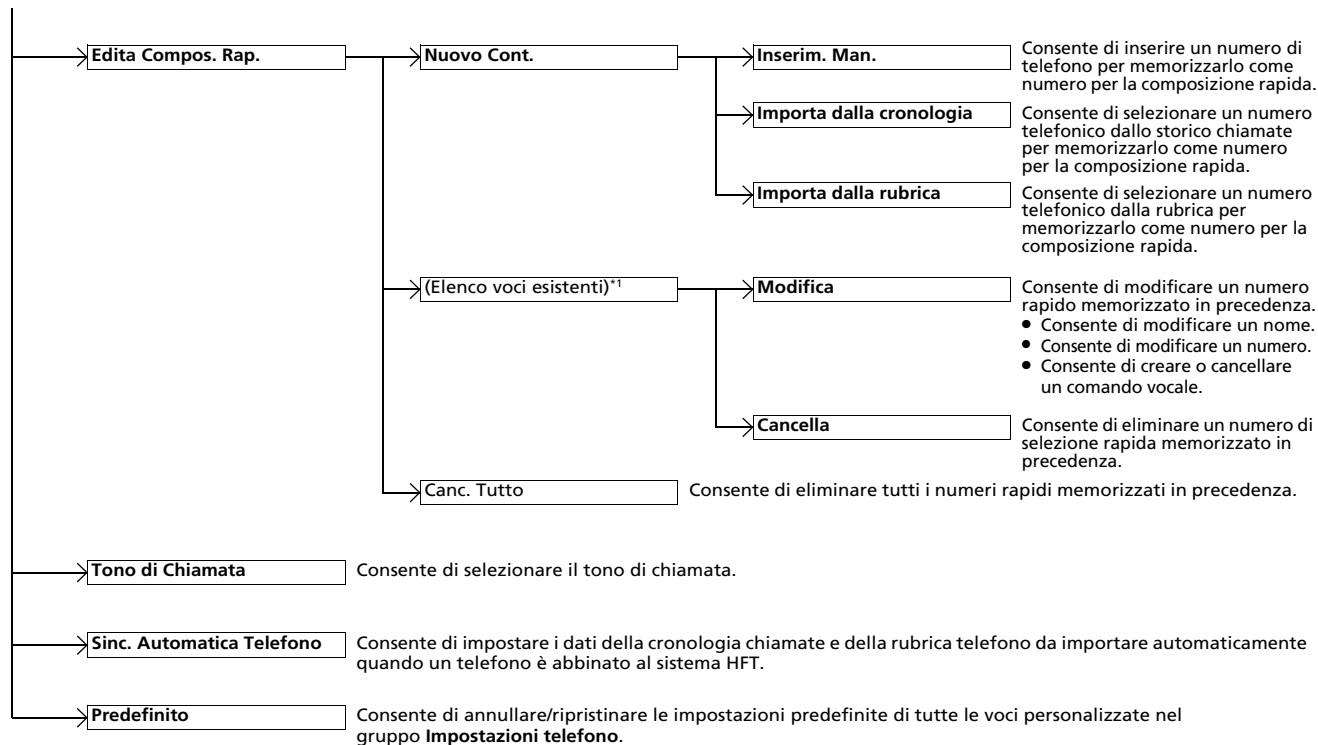 Edita Compos. Rap.
Nuovo Cont.
Inserim. Man.
Consente di inserire un numero di
telefono per memorizzarlo come
numero per la composizione rapida.
Importa dalla cronologia
Consente di selezionare un numero
telefonico dallo storico chiamate
per memorizzarlo come numero
per la composizione rapida.
Importa dalla rubrica
Consente di selezionare un numero
telefonico dalla rubrica per
memorizzarlo come numero per la
composizione rapida.
(Elenco voci esistenti)*1
Modifica
Consente di modificare un numero
rapido memorizzato in precedenza.
● Consente di modificare un nome.
● Consente di modificare un numero.
● Consente di creare o cancellare
un comando vocale.
Cancella
Consente di eliminare un numero di
selezione rapida memorizzato in
precedenza.
Canc. Tutto
Consente di eliminare tutti i numeri rapidi memorizzati in precedenza.
Tono di Chiamata
Consente di selezionare il tono di chiamata.
Sinc. Automatica Telefono
Consente di impostare i dati della cronologia chiamate e della rubrica telefono da importare automaticamente
quando un telefono è abbinato al sistema HFT.
Predefinito
Consente di annullare/ripristinare le impostazioni predefinite di tutte le voci personalizzate nel
gruppo Impostazioni telefono.